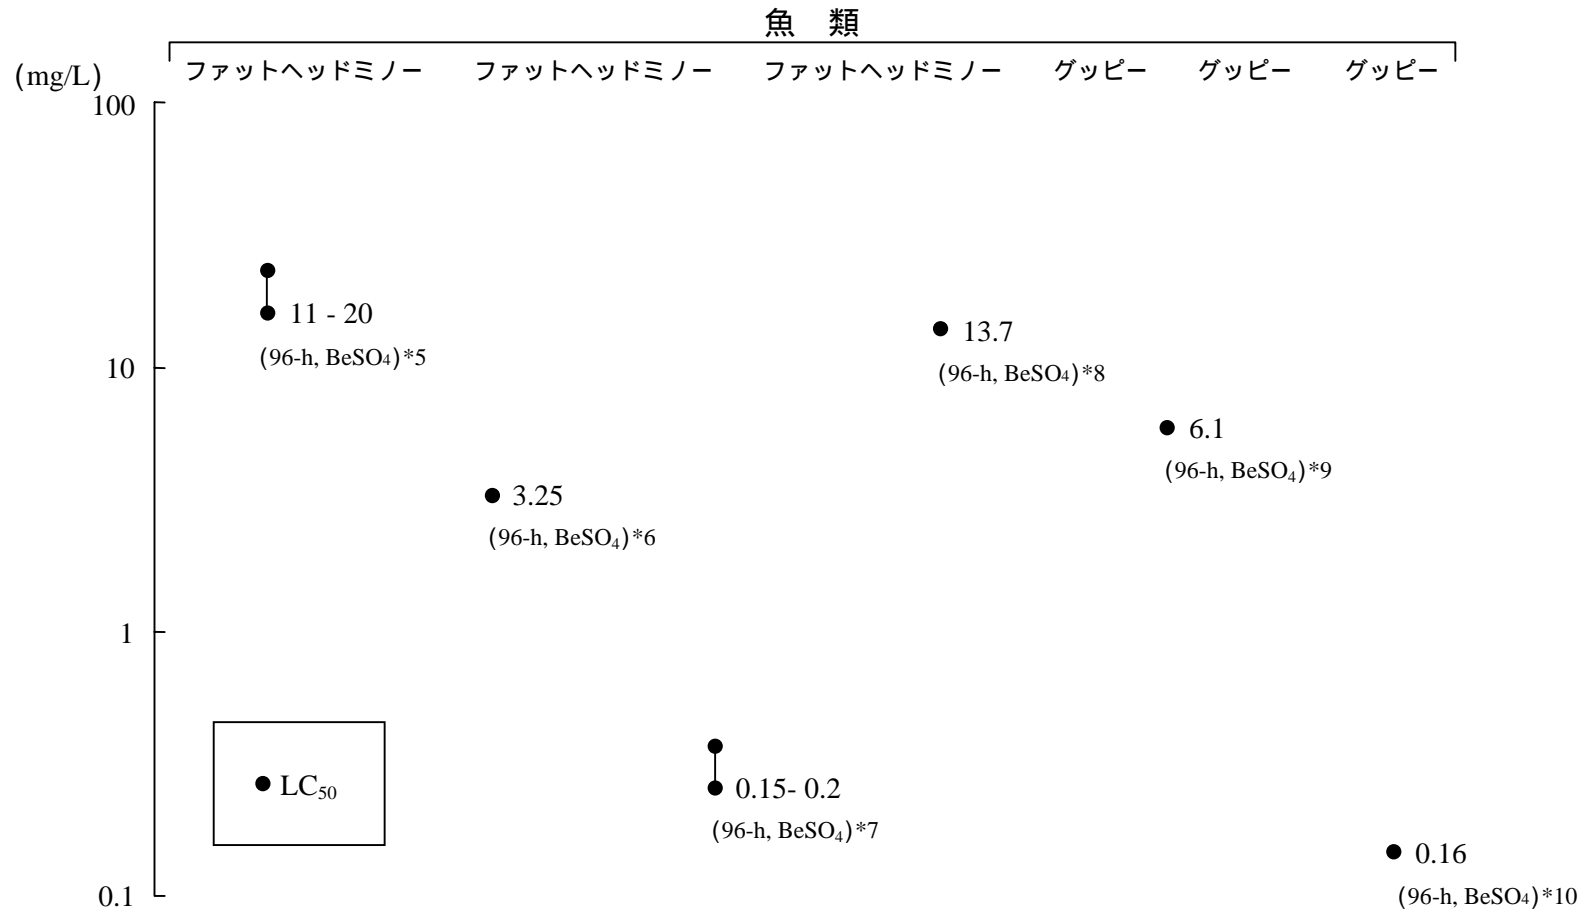 魚 類
(mg/L)
ファットヘッドミノー ファットヘッドミノー ファットヘッドミノー グッピー グッピー グッピー
100
11 - 20
(96-h, BeSO4)*5
13.7
(96-h, BeSO4)*8
10
6.1
(96-h, BeSO4)*9
3.25
(96-h, BeSO4)*6
1
LC50
0.15- 0.2
(96-h, BeSO4)*7
0.16
(96-h, BeSO4)*10
0.1